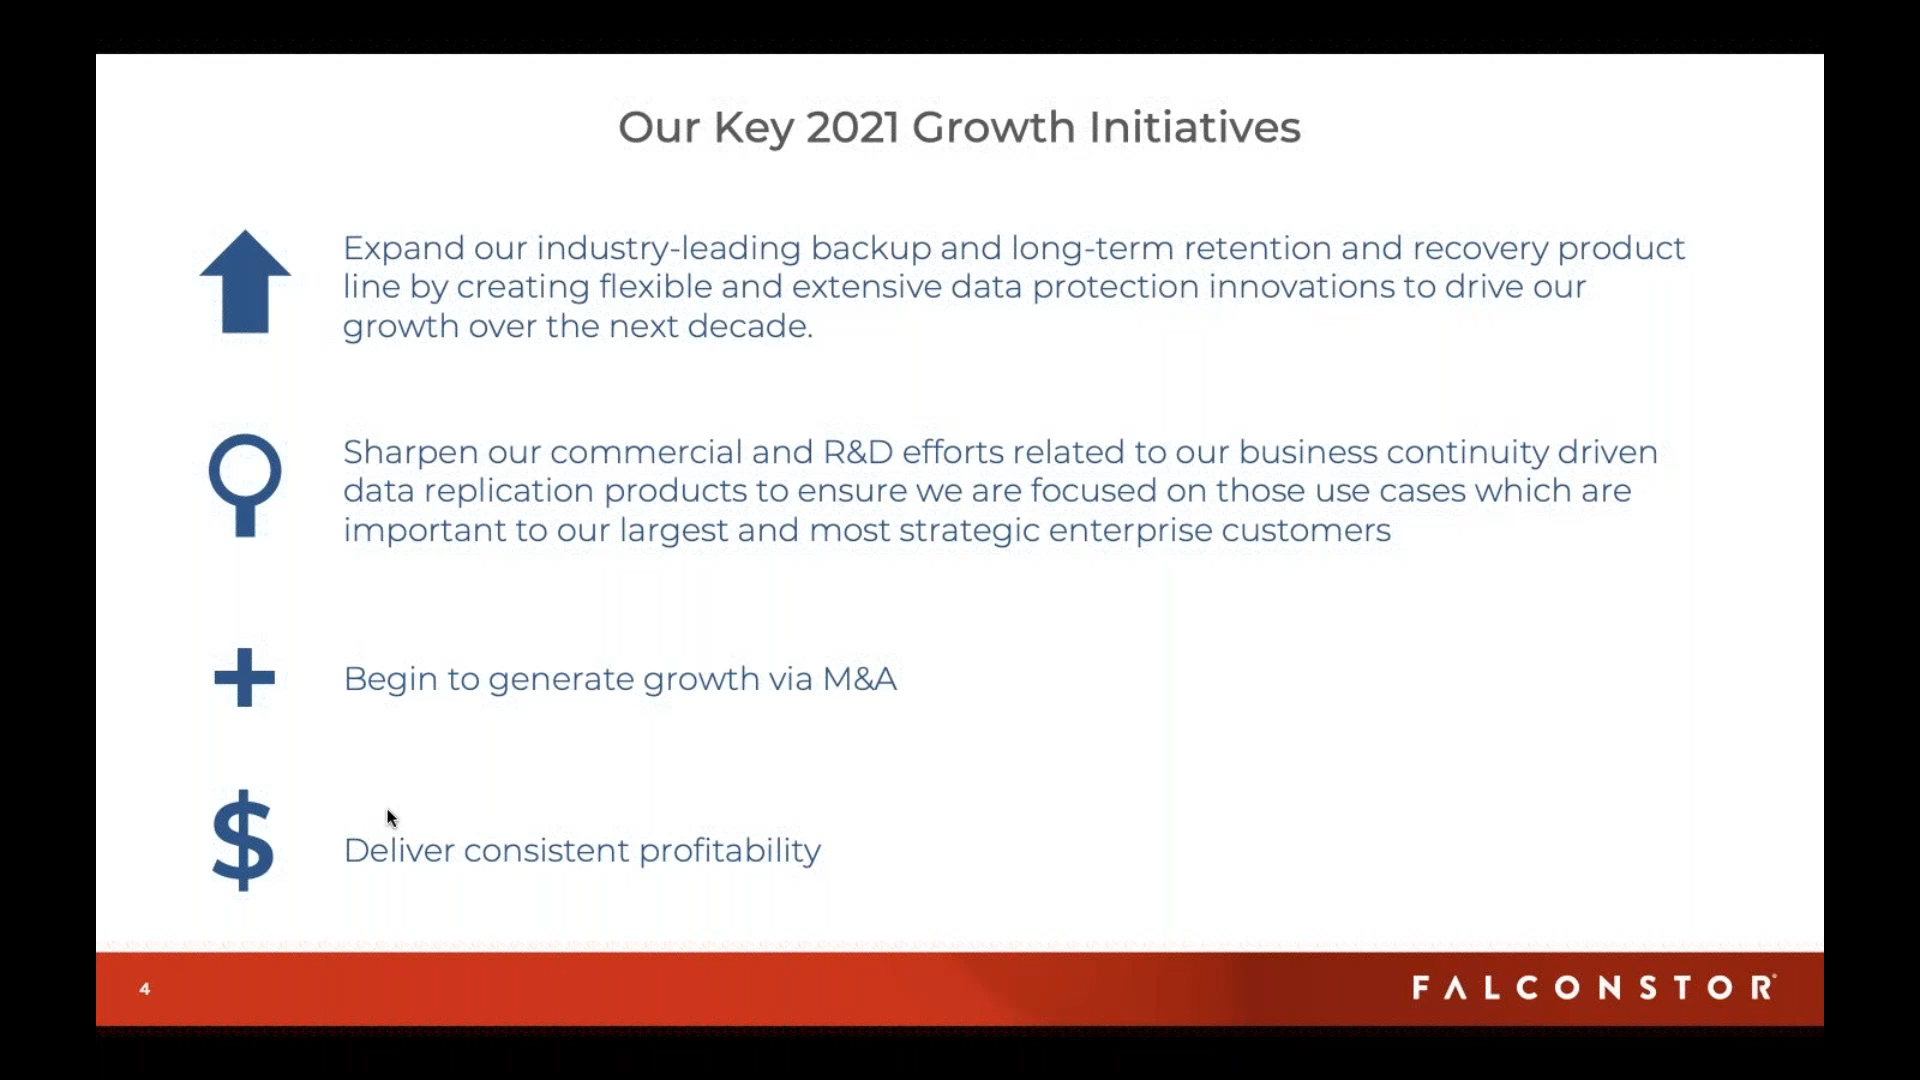 Our Key 2021 Growth Initiatives
Expand our industry-leading backup and long-term retention and recovery product
line by creating flexible and extensive data protection innovations to drive our
growth over the next decade.
Sharpen our commercial and R&D efforts related to our business continuity driven
data replication products to ensure we are focused on those use cases which are
important to our largest and most strategic enterprise customers
+
Begin to generate growth via M&A
$
Deliver consistent profitability
4
FALCONSTOR